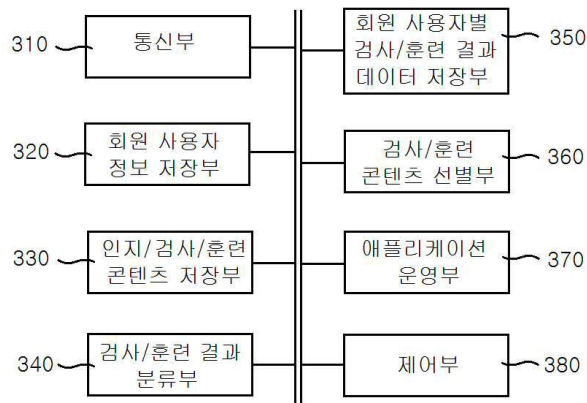 310
통신부
320
회원 사용자
정보 저장부
330
인지/검사/훈련
콘텐츠 저장부
340
검사/훈련 결과
분류부
회원 사용자별
검사/훈련 결과
데이터 저장부
350
검사/훈련
콘텐츠 선별부
360
애플리케이션
운영부
370
제어부
380